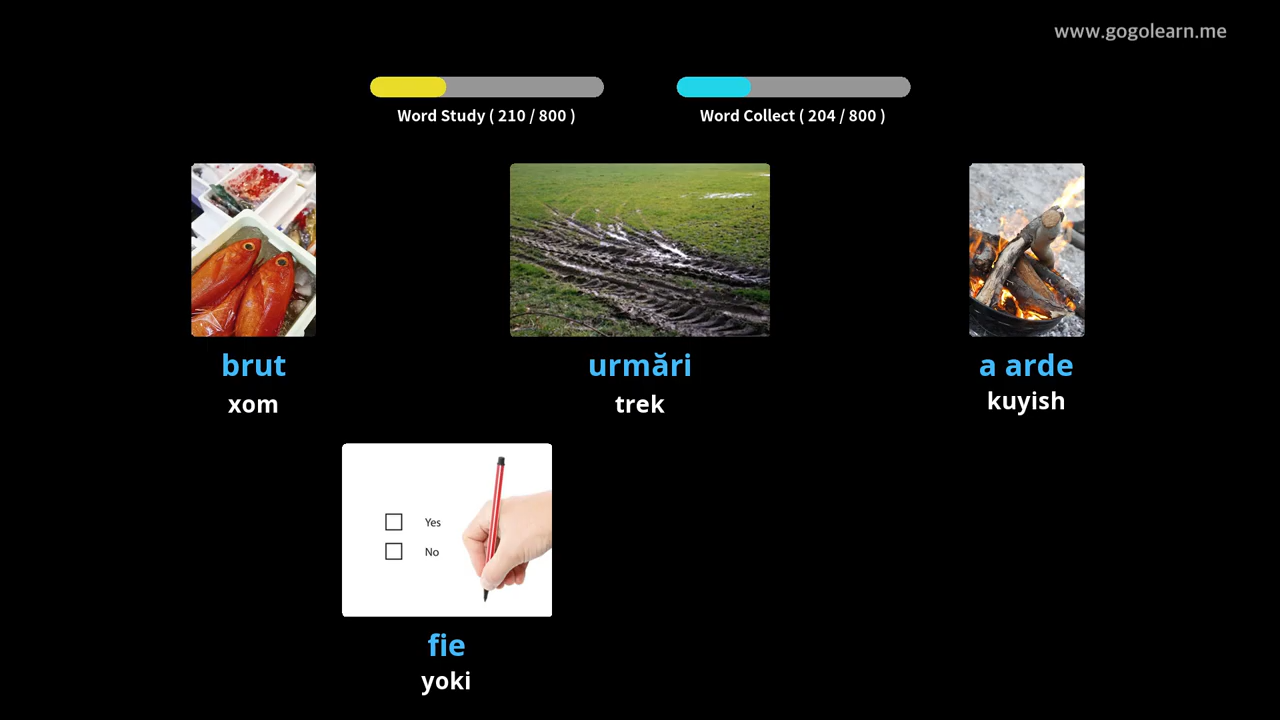 www.gogolearn.me
Word Study ( 210 / 800 )
Word Collect ( 204 / 800 )
brut
xom
urmări
trek
a arde
kuyish
Yes
No
fie
yoki